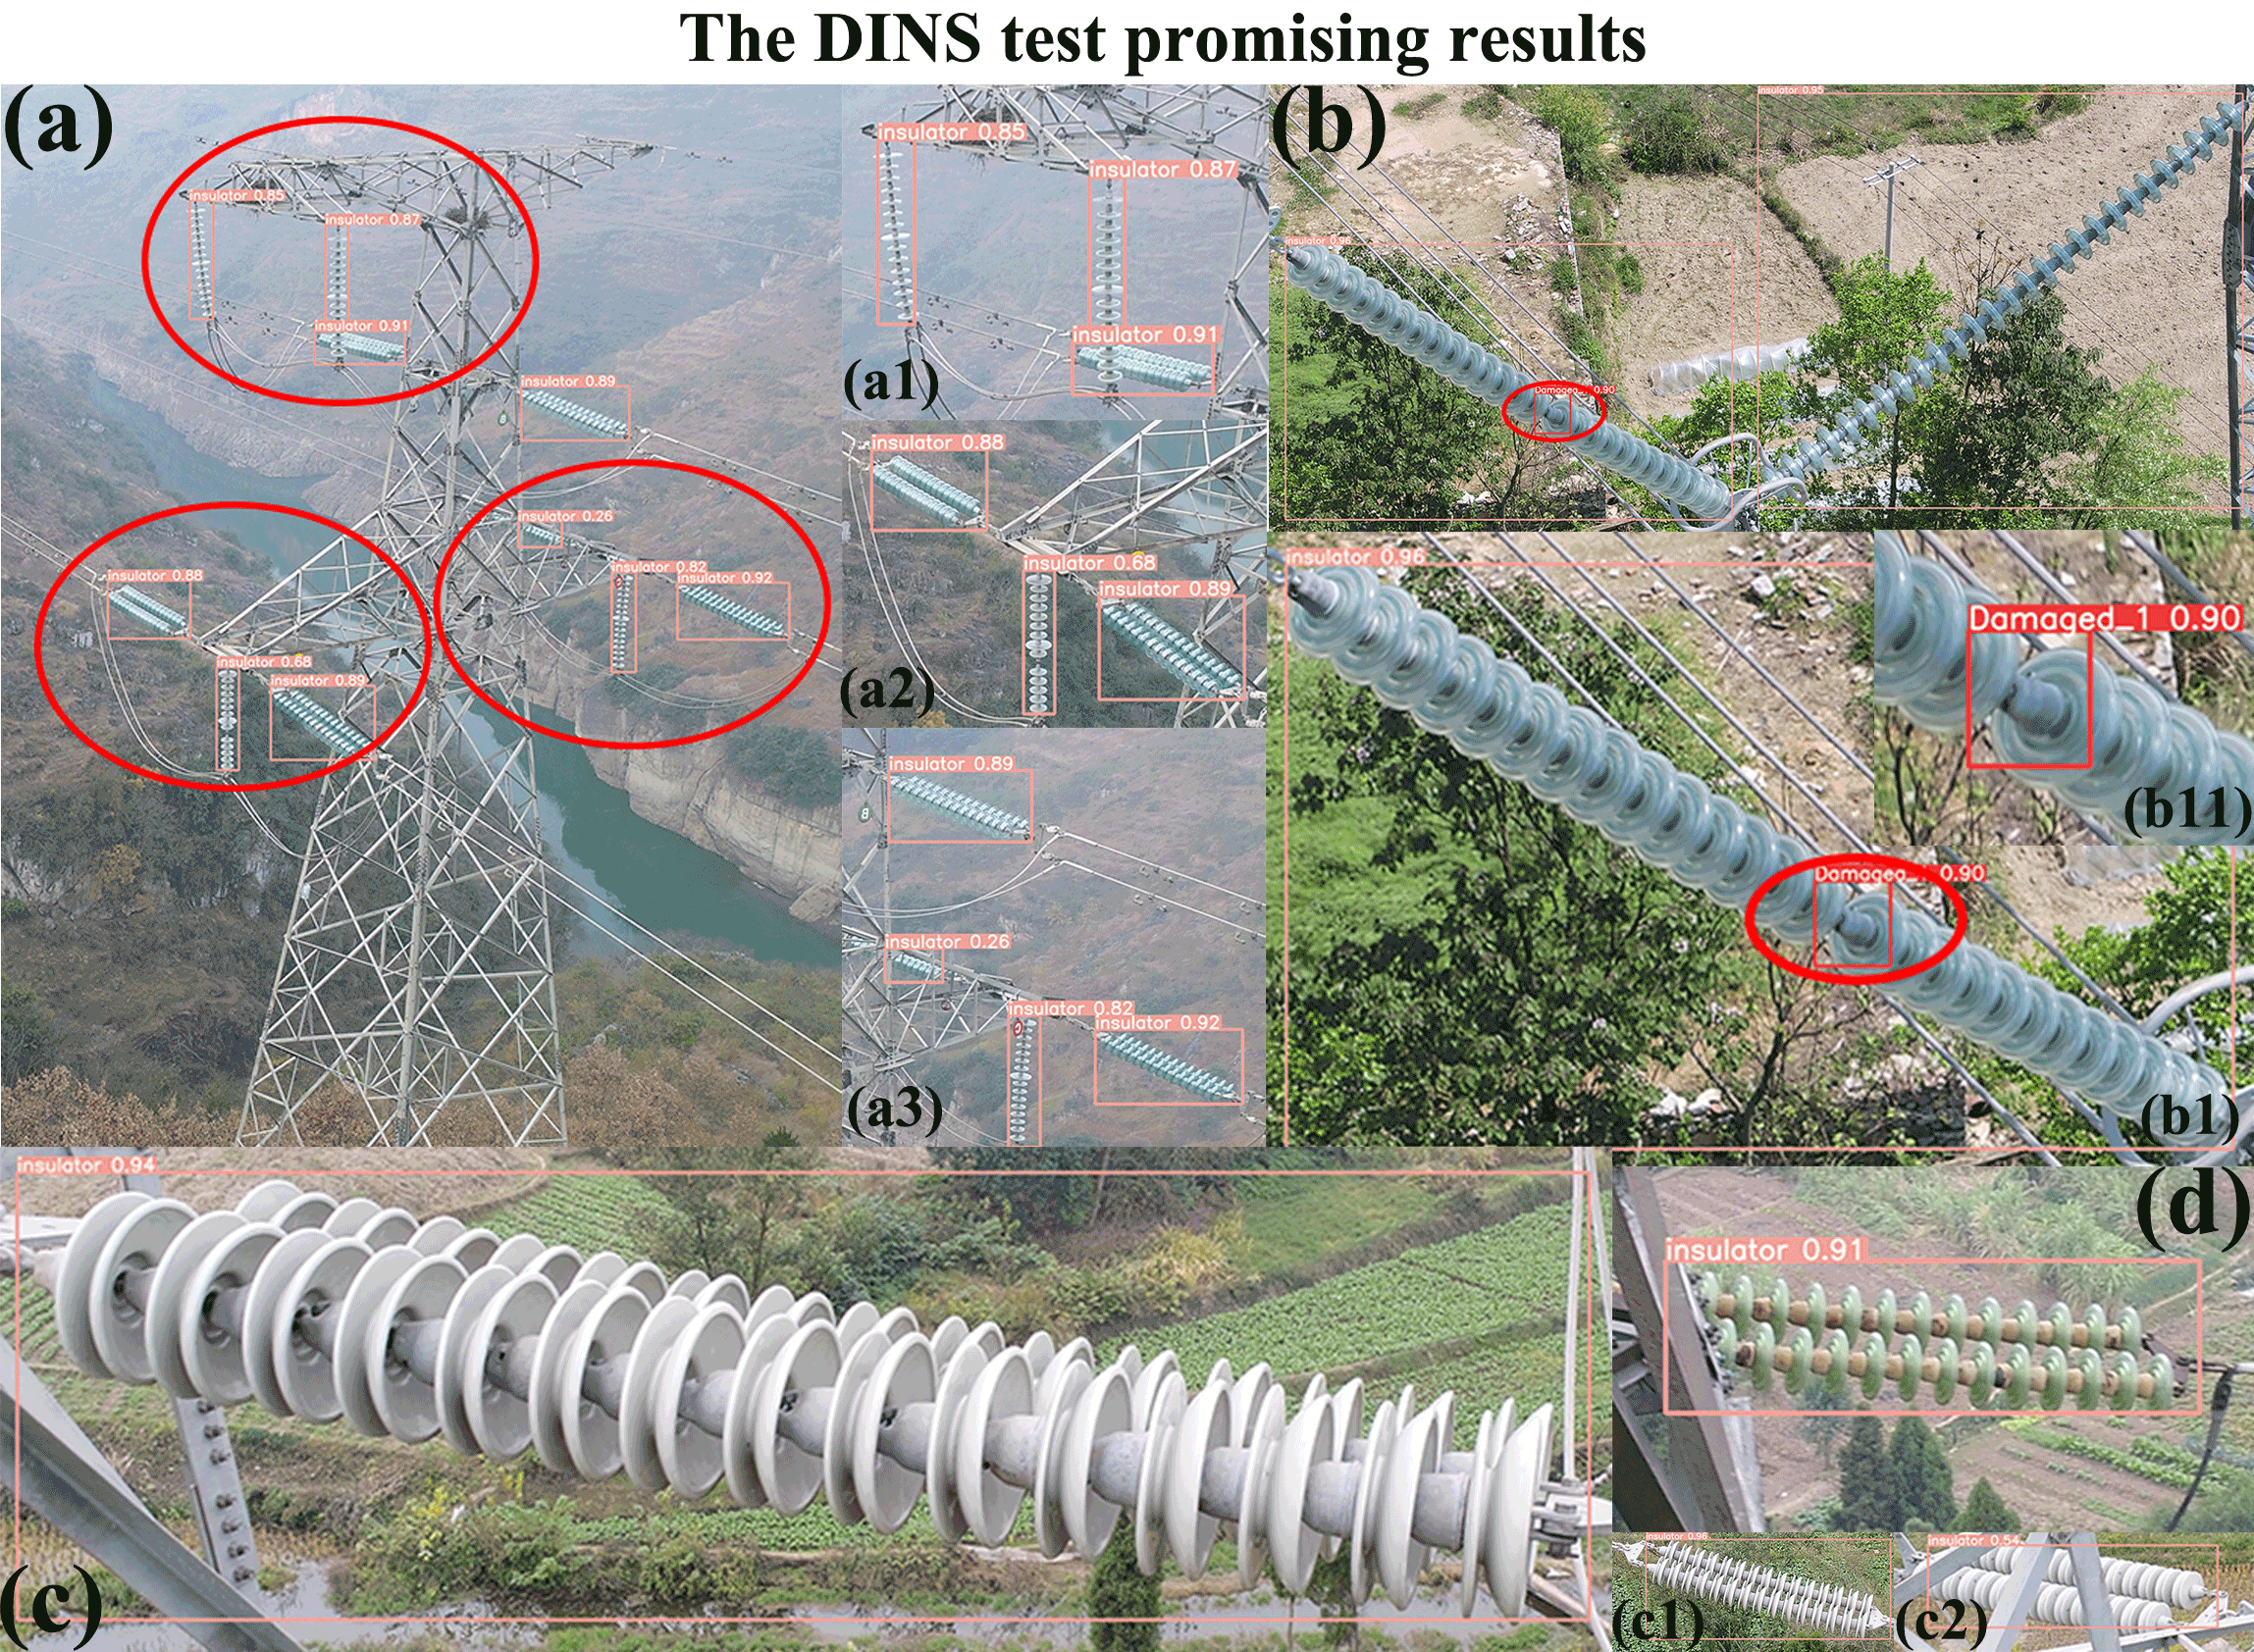 The DINS test promising results
(a)
insulator 0.85
insulator 0.87
insulator 0.91
insulator 0.89
insulator 0.26
insulator 0.82
insulator 0.92
insulator 0.88
insulator 0.68
insulator 0.89
insulator 0.85
insulator 0.87
insulator 0.91
(a1)
insulator 0.88
insulator 0.68
insulator 0.89
(a2)
insulator 0.89
8
insulator 0.26
insulator 0.82
insulator 0.92
(a3)
(b)
insulator 0.95
insulator 0.96
Damaged_1 0.90
insulator 0.96
Damaged_1 0.90
(b11)
Damaged_1 0.90
(b1)
insulator 0.94
(c)
(d)
insulator 0.91
insulator 0.96
(c1)
insulator 0.54
(c2)